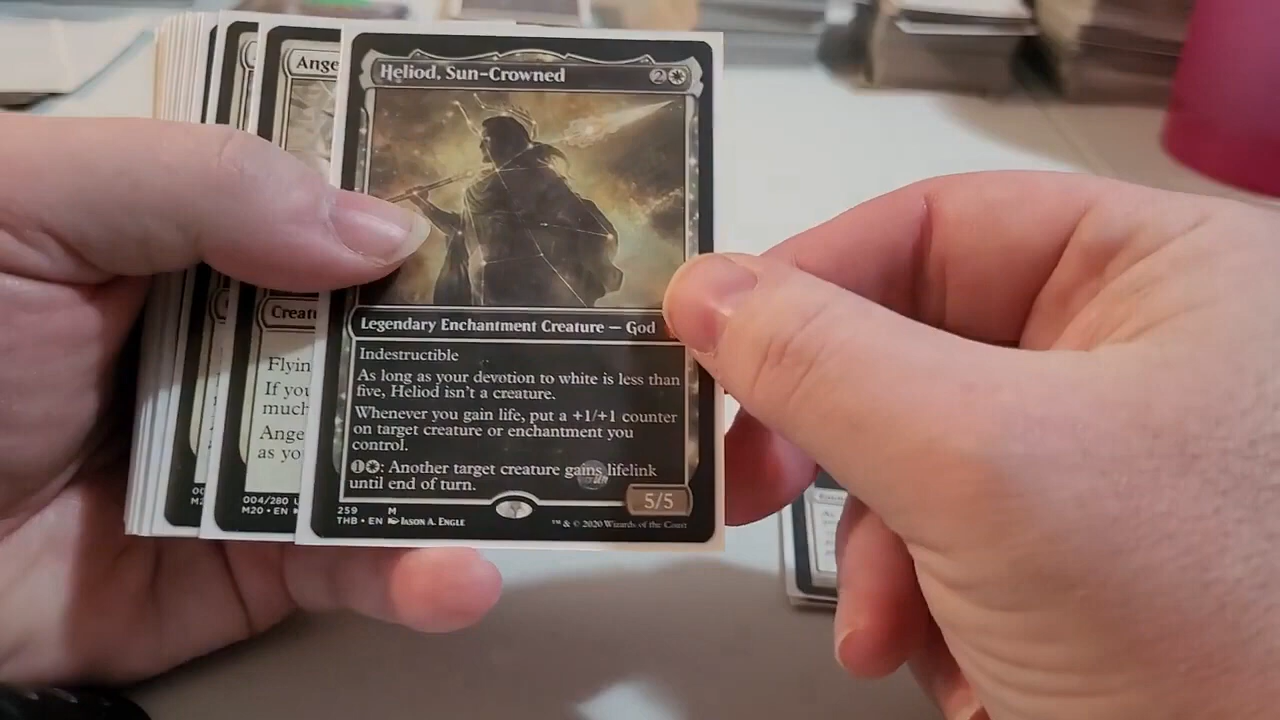 Heliod, Sun-Crowned 2
Legendary Enchantment Creature — God
Indestructible
As long as your devotion to white is less than
five, Heliod isn't a creature.
Whenever you gain life, put a +1/+1 counter
on target creature or enchantment you
control.
1: Another target creature gains lifelink
until end of turn.
5/5
259 M
THB • EN Jason A. Engle
™ & © 2020 Wizards of the Coast
Ange
Creatu
Flyin
If you
much
Ange
as yo
004/280 U
M20 • EN